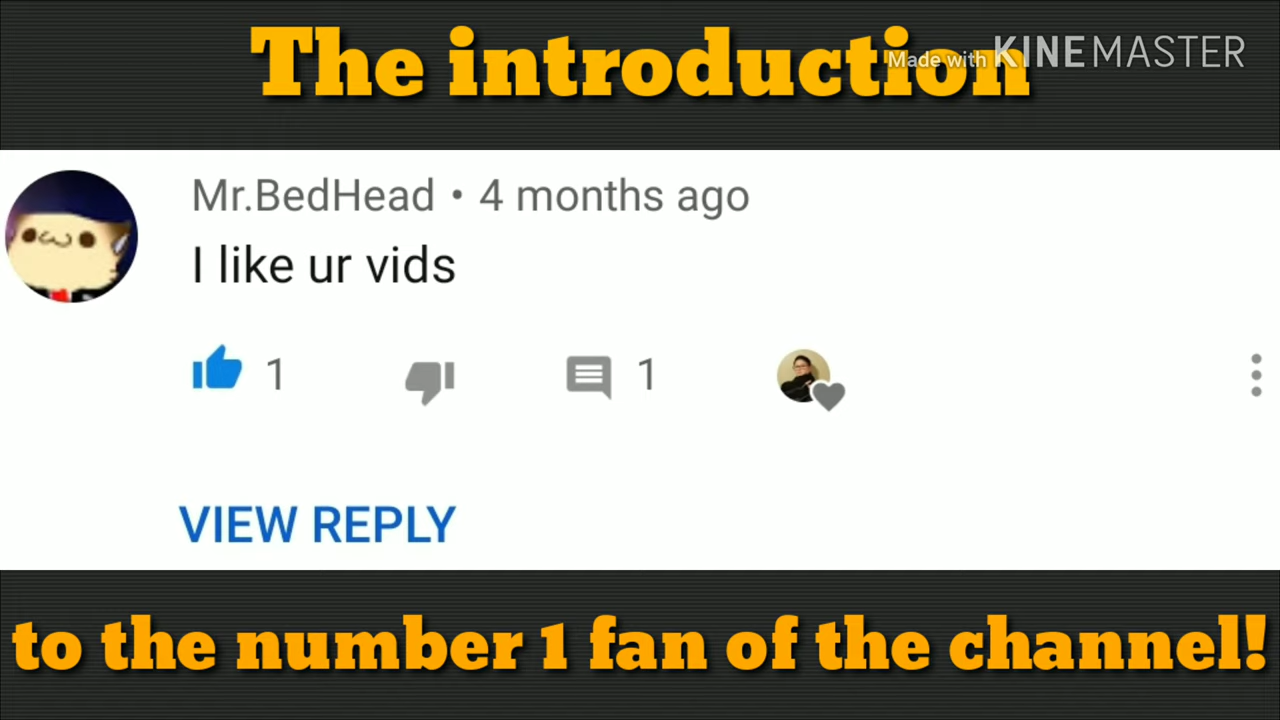 The introduction
Made with KINEMASTER
Mr.BedHead • 4 months ago
I like ur vids
1 1
VIEW REPLY
to the number 1 fan of the channel!